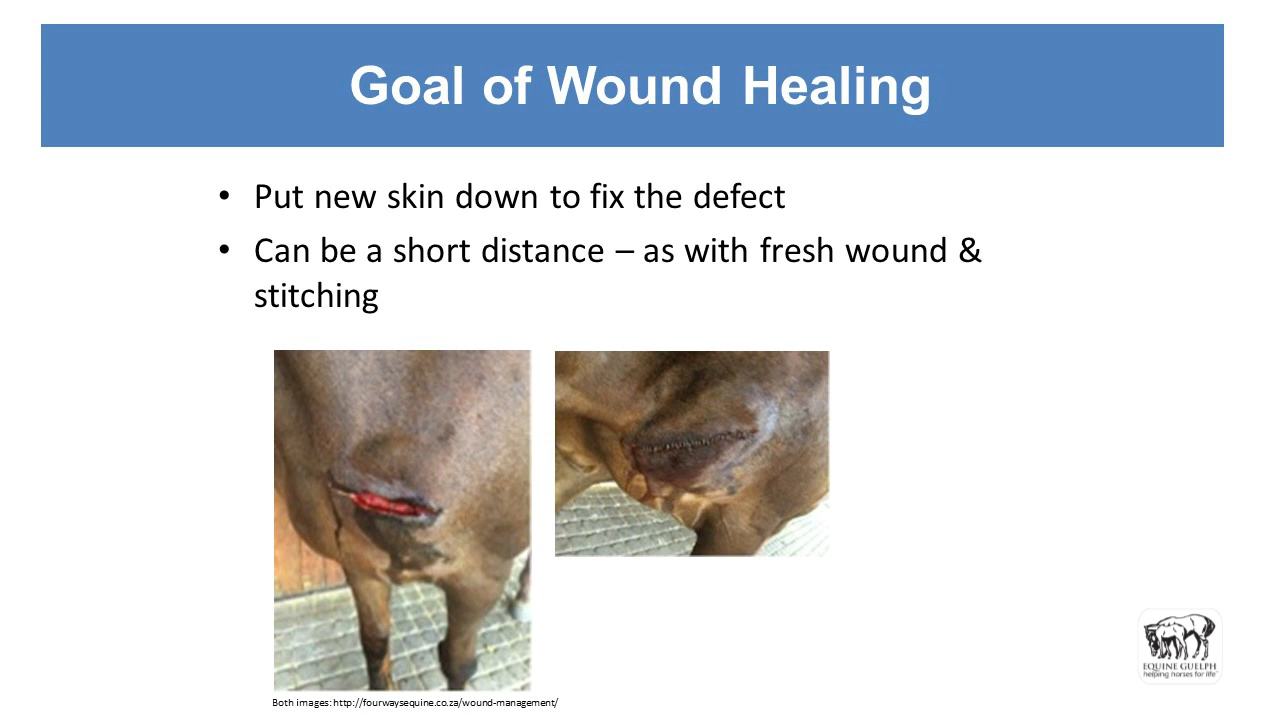 Goal of Wound Healing
• Put new skin down to fix the defect
• Can be a short distance – as with fresh wound &
stitching
EQUINE GUELPH
helping horses for life™
Both images: http://fourwaysequine.co.za/wound-management/